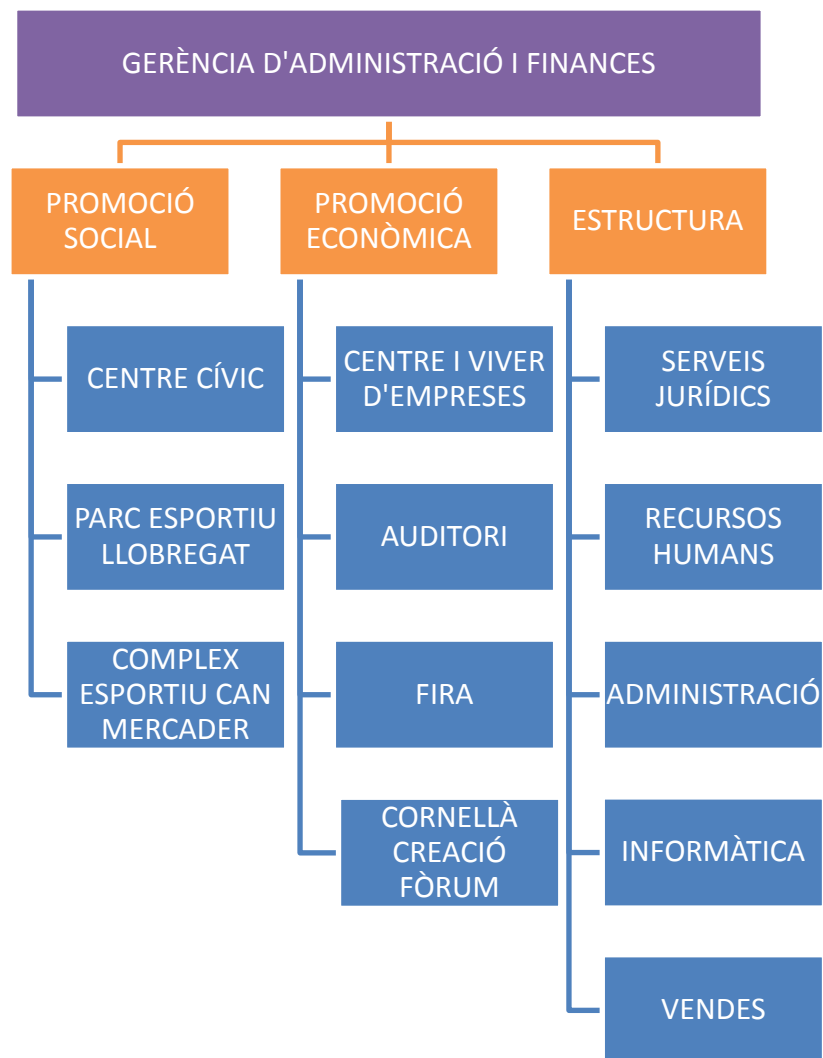 GERÈNCIA D'ADMINISTRACIÓ I FINANCES
PROMOCIÓ
SOCIAL
PROMOCIÓ
ECONÒMICA
ESTRUCTURA
CENTRE CÍVIC
CENTRE I VIVER
D'EMPRESES
SERVEIS
JURÍDICS
PARC ESPORTIU
LLOBREGAT
AUDITORI
RECURSOS
HUMANS
COMPLEX
ESPORTIU CAN
MERCADER
FIRA
ADMINISTRACIÓ
CORNELLÀ
CREACIÓ
FÒRUM
INFORMÀTICA
VENDES